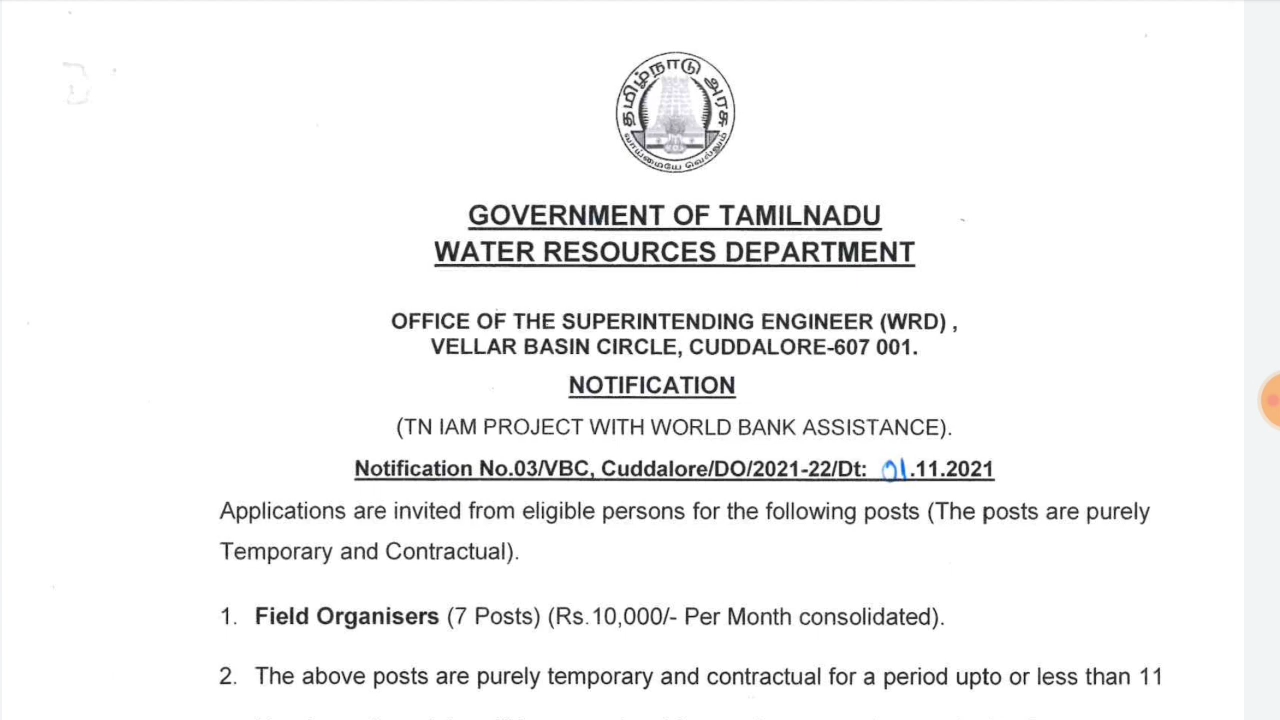 தமிழ்நாடு அரசு
வாய்மையே வெல்லும்
GOVERNMENT OF TAMILNADU
WATER RESOURCES DEPARTMENT
OFFICE OF THE SUPERINTENDING ENGINEER (WRD) ,
VELLAR BASIN CIRCLE, CUDDALORE-607 001.
NOTIFICATION
(TN IAM PROJECT WITH WORLD BANK ASSISTANCE).
Notification No.03/VBC, Cuddalore/DO/2021-22/Dt: 01.11.2021
Applications are invited from eligible persons for the following posts (The posts are purely
Temporary and Contractual).
1. Field Organisers (7 Posts) (Rs.10,000/- Per Month consolidated).
2. The above posts are purely temporary and contractual for a period upto or less than 11